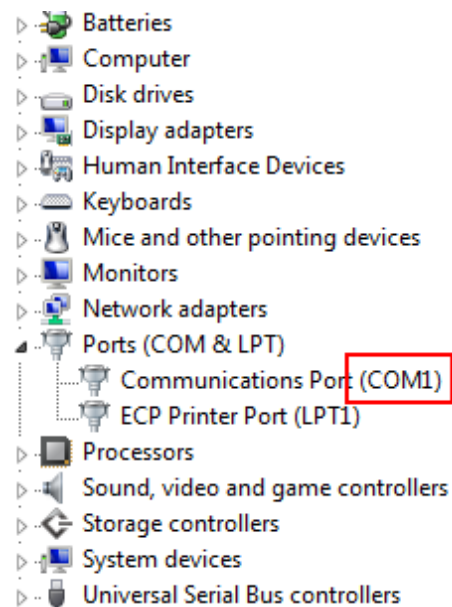 Batteries
Computer
Disk drives
Display adapters
Human Interface Devices
Keyboards
Mice and other pointing devices
Monitors
Network adapters
Ports (COM & LPT)
Communications Port (COM1)
ECP Printer Port (LPT1)
Processors
Sound, video and game controllers
Storage controllers
System devices
Universal Serial Bus controllers